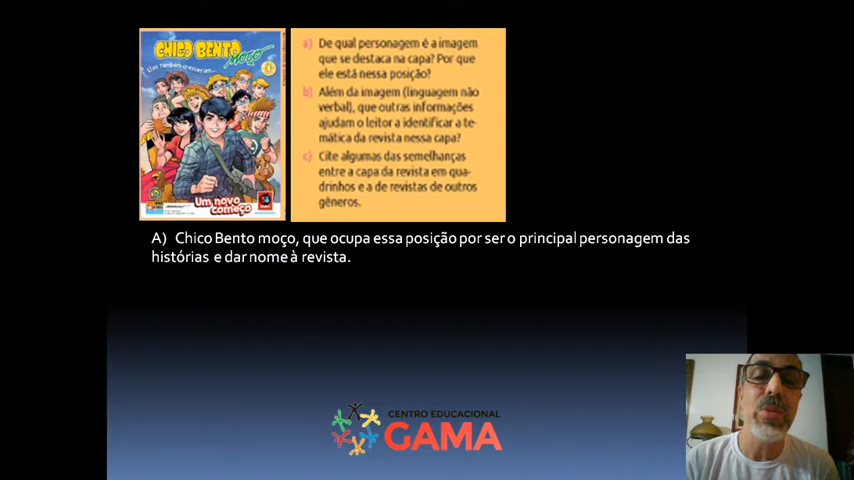 CHICO BENTO
MOÇO
Eles também cresceram...
Um novo
começo
a) De qual personagem é a imagem
que se destaca na capa? Por que
ele está nessa posição?
b) Além da imagem (linguagem não
verbal), que outras informações
ajudam o leitor a identificar a te-
mática da revista nessa capa?
c) Cite algumas das semelhanças
entre a capa da revista em qua-
drinhos e a de revistas de outros
gêneros.
A) Chico Bento moço, que ocupa essa posição por ser o principal personagem das
histórias e dar nome à revista.
CENTRO EDUCACIONAL
GAMA